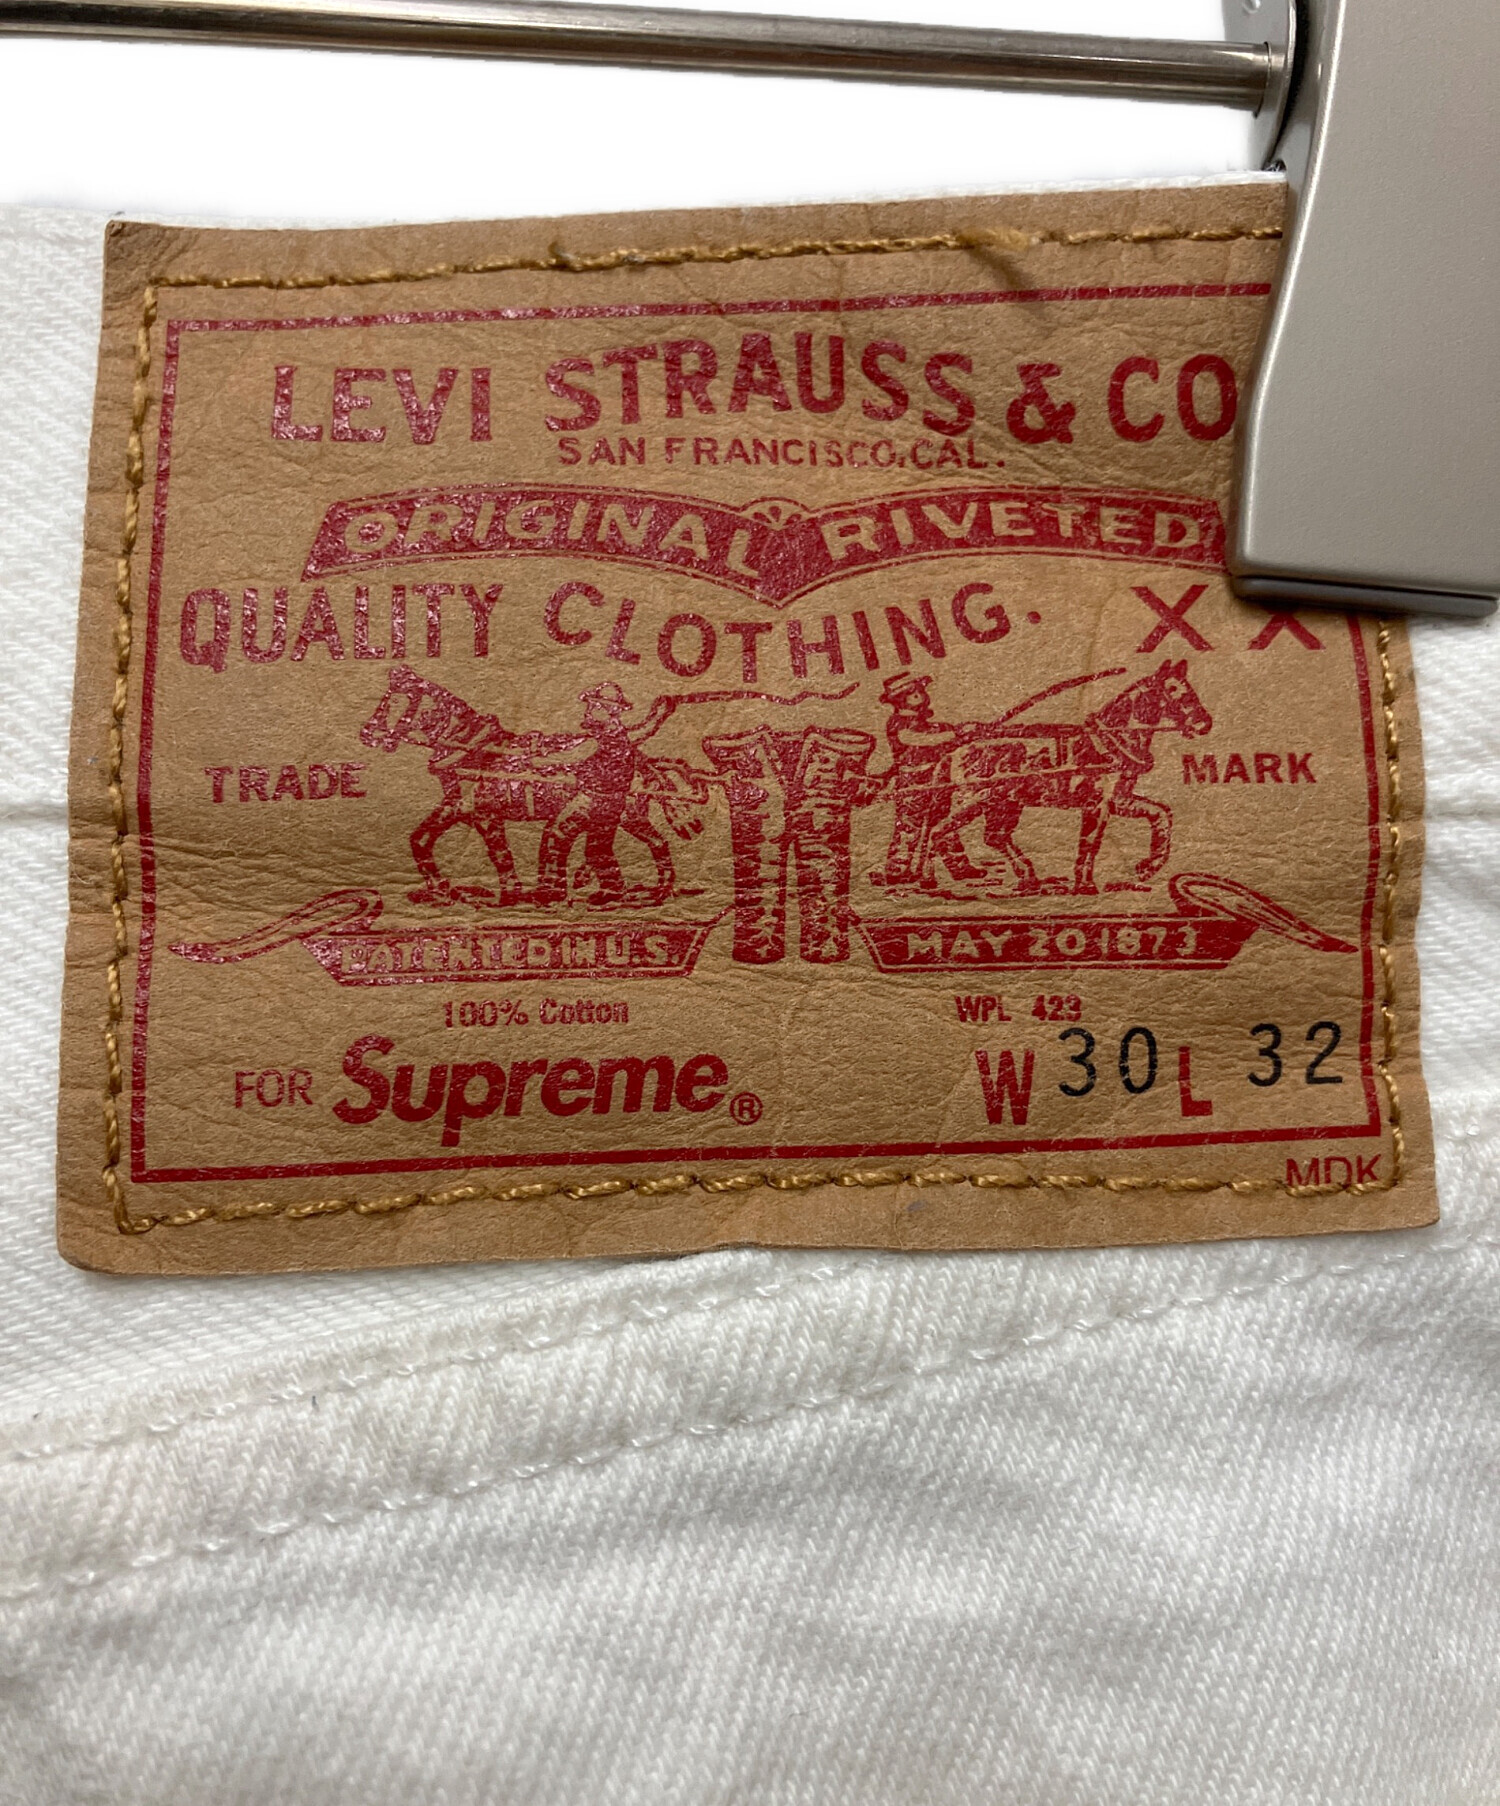 LEVI STRAUSS & CO
SAN FRANCISCO, CAL.
ORIGINAL RIVETED
QUALITY CLOTHING. XX
TRADE MARK
PATENTED IN U.S. MAY 20 1873
100% Cotton WPL 423
FOR Supreme® W 30 L 32
MDK